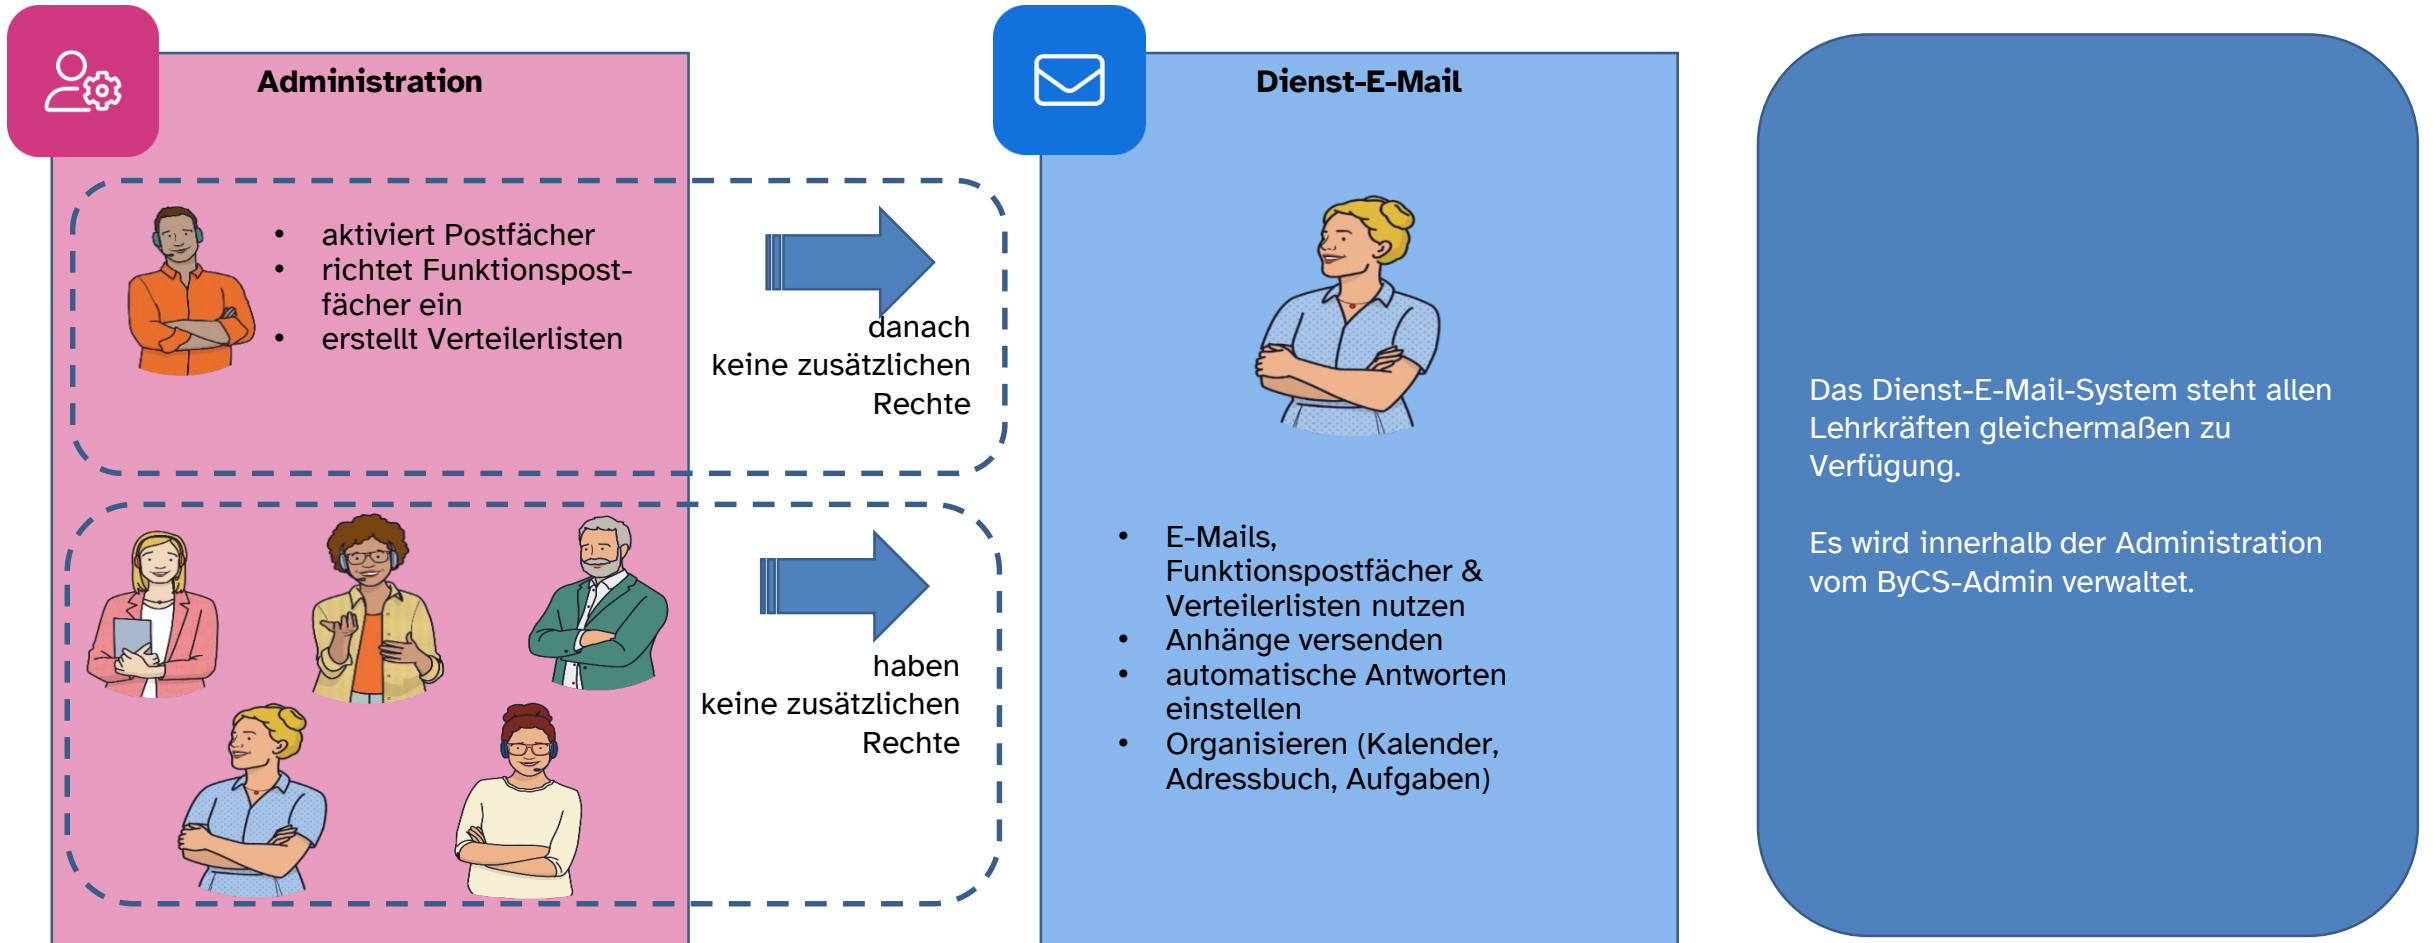 Administration
• aktiviert Postfächer
• richtet Funktionspost-
fächer ein
• erstellt Verteilerlisten
danach
keine zusätzlichen
Rechte
haben
keine zusätzlichen
Rechte
Dienst-E-Mail
• E-Mails,
Funktionspostfächer &
Verteilerlisten nutzen
• Anhänge versenden
• automatische Antworten
einstellen
• Organisieren (Kalender,
Adressbuch, Aufgaben)
Das Dienst-E-Mail-System steht allen
Lehrkräften gleichermaßen zu
Verfügung.
Es wird innerhalb der Administration
vom ByCS-Admin verwaltet.